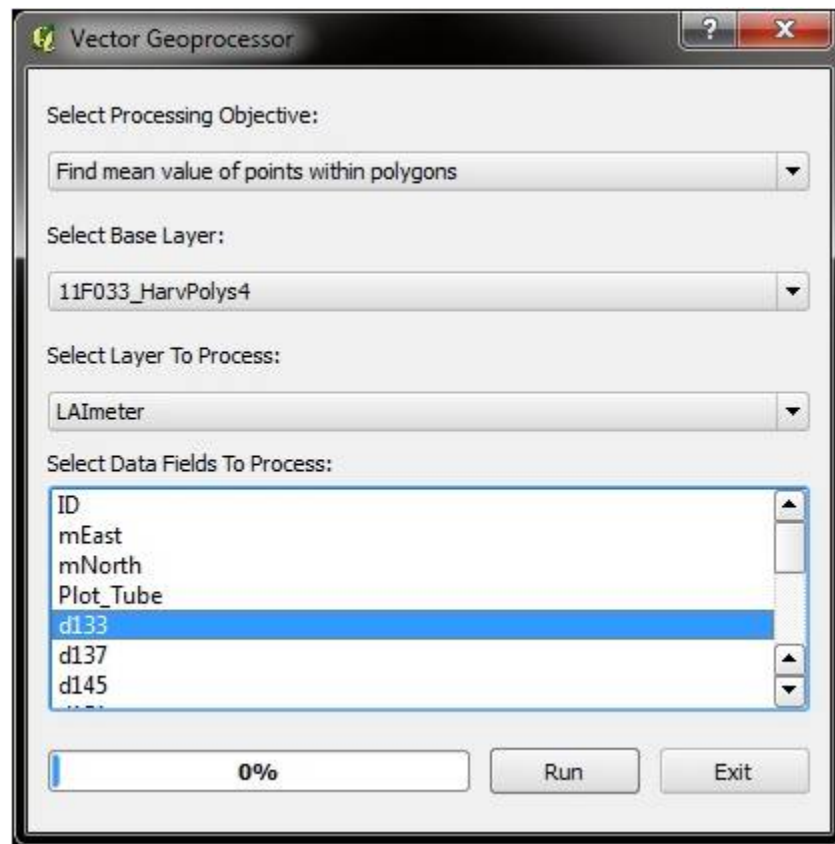 Vector Geoprocessor
?
Select Processing Objective:
Find mean value of points within polygons
Select Base Layer:
11F033_HarvPolys4
Select Layer To Process:
LAImeter
Select Data Fields To Process:
ID
mEast
mNorth
Plot_Tube
d133
d137
d145
0%
Run
Exit